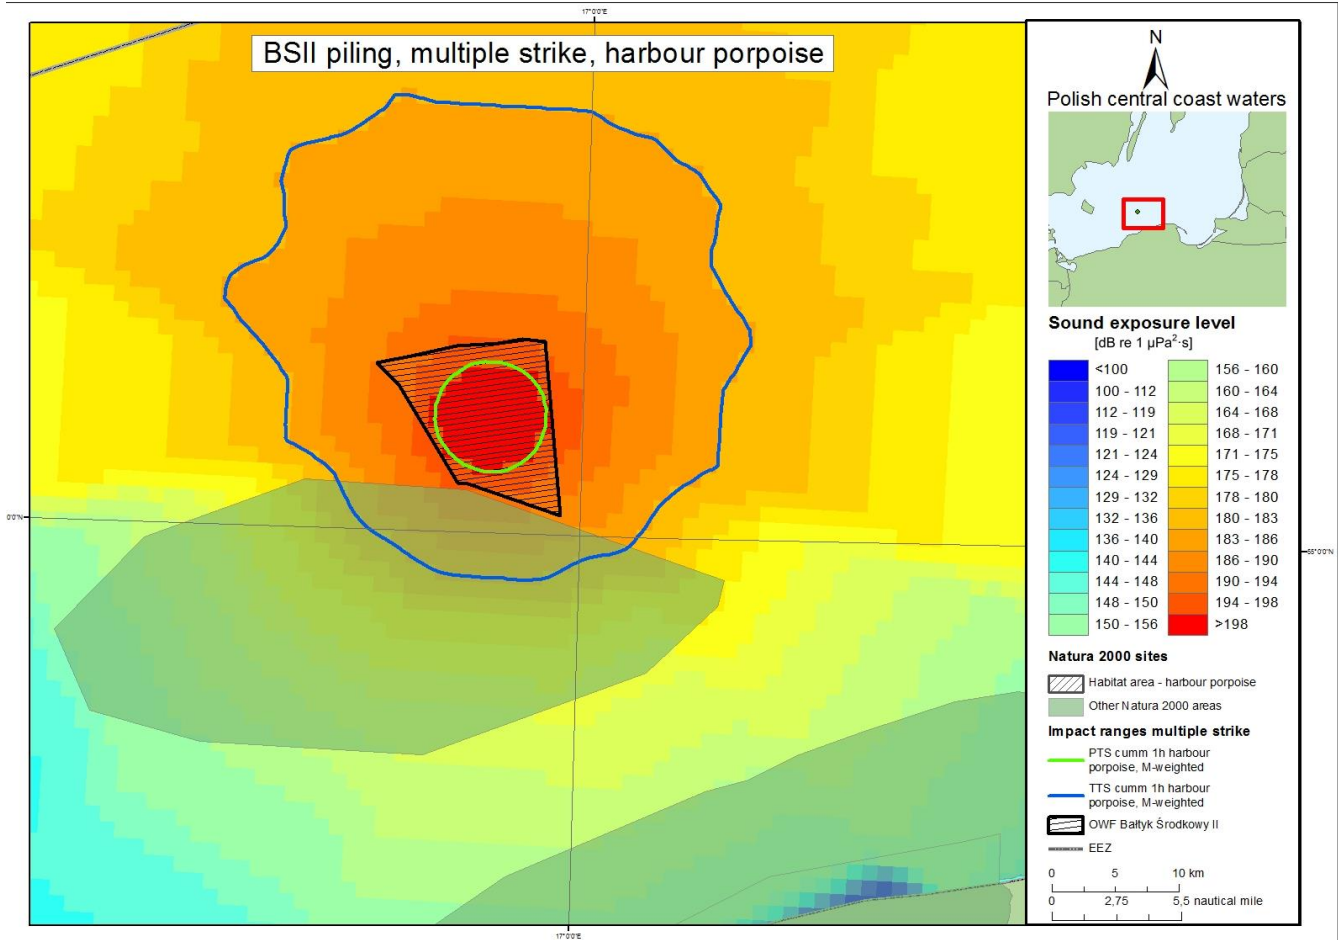 17°0'0"E
BSII piling, multiple strike, harbour porpoise
0'0"N
55°0'0"N
17°0'0"E
N
Polish central coast waters
Sound exposure level
[dB re 1 µPa²·s]
<100
100 - 112
112 - 119
119 - 121
121 - 124
124 - 129
129 - 132
132 - 136
136 - 140
140 - 144
144 - 148
148 - 150
150 - 156
156 - 160
160 - 164
164 - 168
168 - 171
171 - 175
175 - 178
178 - 180
180 - 183
183 - 186
186 - 190
190 - 194
194 - 198
>198
Natura 2000 sites
Habitat area - harbour porpoise
Other Natura 2000 areas
Impact ranges multiple strike
PTS cumm 1h harbour
porpoise, M-weighted
TTS cumm 1h harbour
porpoise, M-weighted
OWF Bałtyk Środkowy II
EEZ
0 5 10 km
0 2,75 5,5 nautical mile